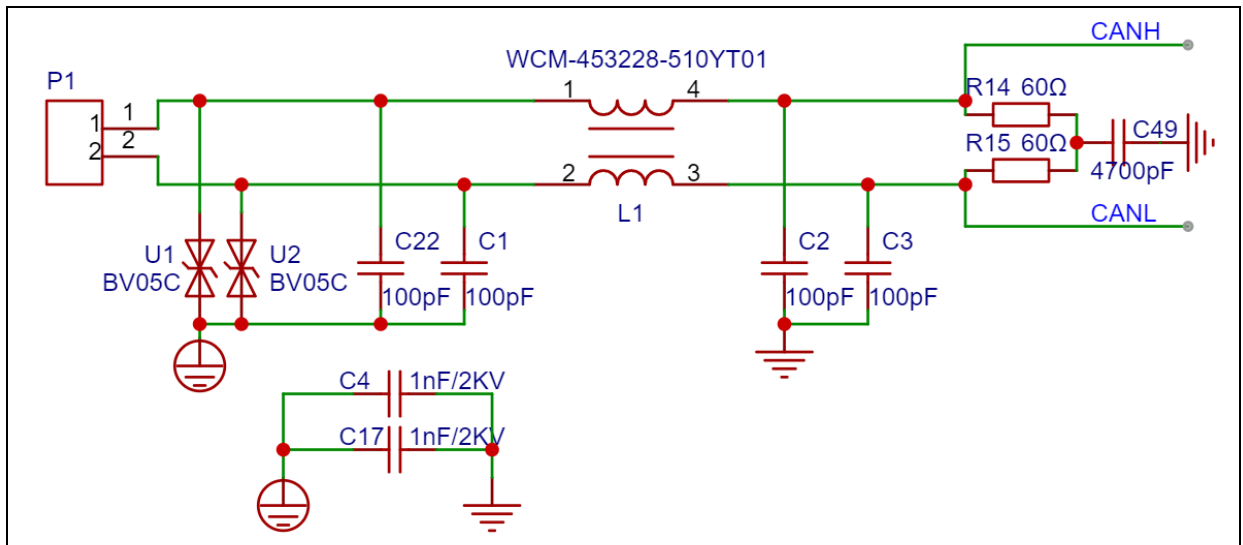 CANH
WCM-453228-510YT01
P1
1 4
R14 60Ω
1 1
2 2
C49
R15 60Ω
4700pF
2 3
L1
CANL
U1 U2 C22 C1 C2 C3
BV05C BV05C
100pF 100pF 100pF 100pF
C4 1nF/2KV
C17 1nF/2KV